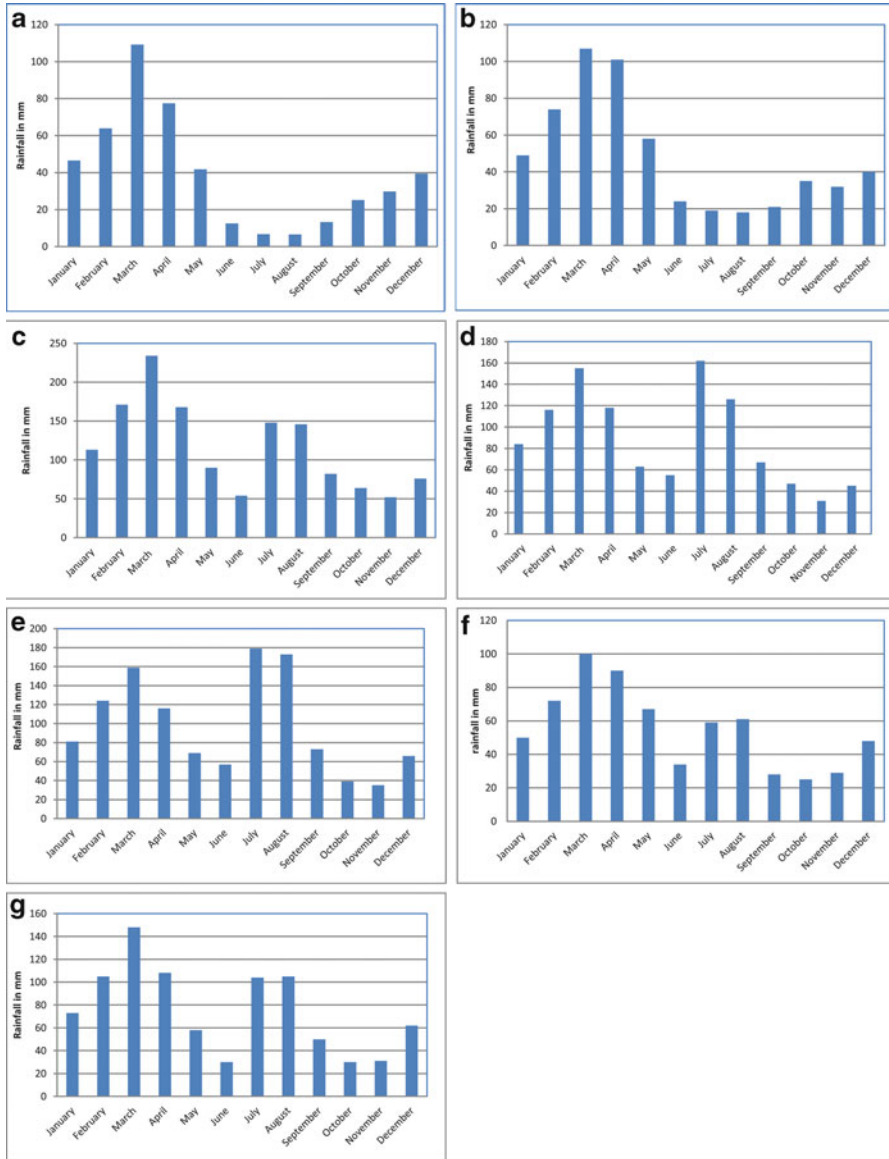 a
120
100
80
60
40
20
0
Rainfall in mm
January
February
March
April
May
June
July
August
September
October
November
December
b
120
100
80
60
40
20
0
Rainfall in mm
January
February
March
April
May
June
July
August
September
October
November
December
c
250
200
150
100
50
0
Rainfall in mm
January
February
March
April
May
June
July
August
September
October
November
December
d
180
160
140
120
100
80
60
40
20
0
Rainfall in mm
January
February
March
April
May
June
July
August
September
October
November
December
e
200
180
160
140
120
100
80
60
40
20
0
Rainfall in mm
January
February
March
April
May
June
July
August
September
October
November
December
f
120
100
80
60
40
20
0
rainfall in mm
January
February
March
April
May
June
July
August
September
October
November
December
g
160
140
120
100
80
60
40
20
0
Rainfall in mm
January
February
March
April
May
June
July
August
September
October
November
December